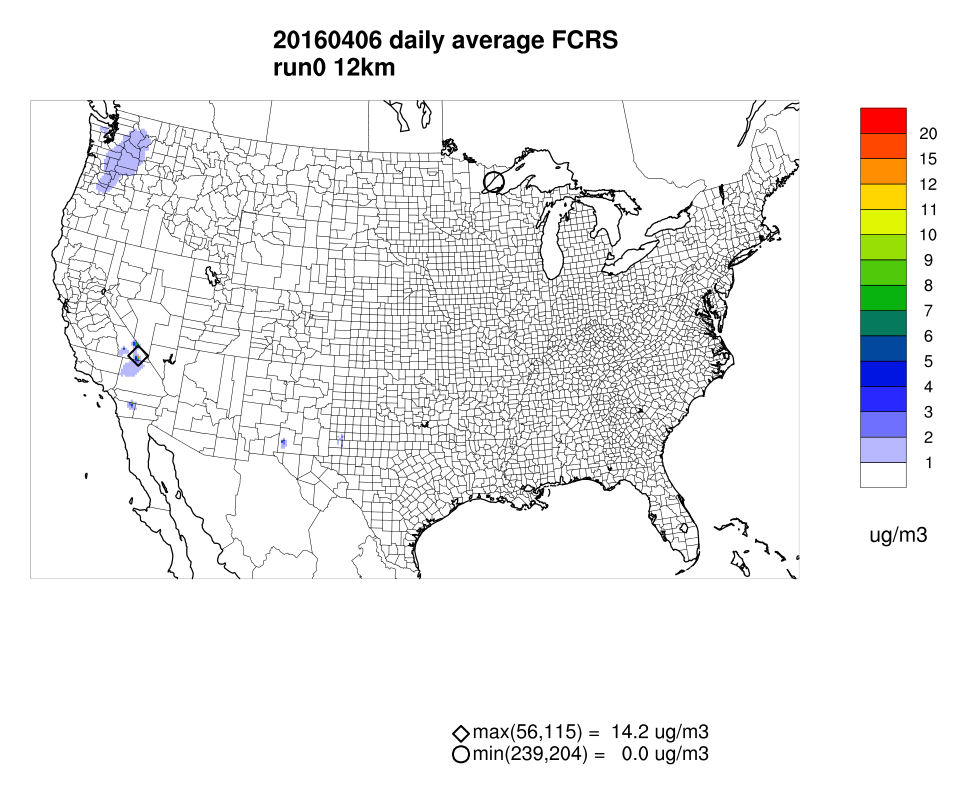 20160406 daily average FCRS
run0 12km
20
15
12
11
10
9
8
7
6
5
4
3
2
1
ug/m3
max(56,115) = 14.2 ug/m3
min(239,204) = 0.0 ug/m3